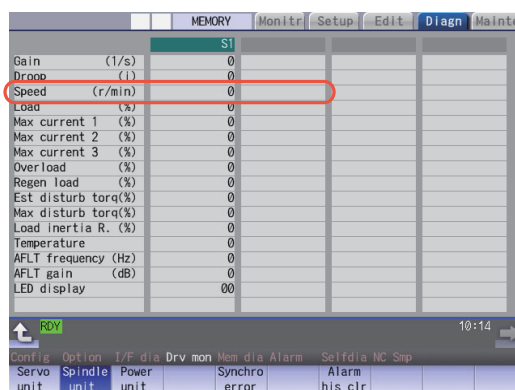 MEMORY Monitr Setup Edit Diagn Mainte
S1
Gain (1/s) 0
Droop (i) 0
Speed (r/min) 0
Load (%) 0
Max current 1 (%) 0
Max current 2 (%) 0
Max current 3 (%) 0
Overload (%) 0
Regen load (%) 0
Est disturb torq(%) 0
Max disturb torq(%) 0
Load inertia R. (%) 0
Temperature 0
AFLT frequency (Hz) 0
AFLT gain (dB) 0
LED display 00
RDY 10:14
Config Option I/F dia Drv mon Mem dia Alarm Selfdia NC Smp
Servo Spindle Power Synchro Alarm
unit unit unit error his clr